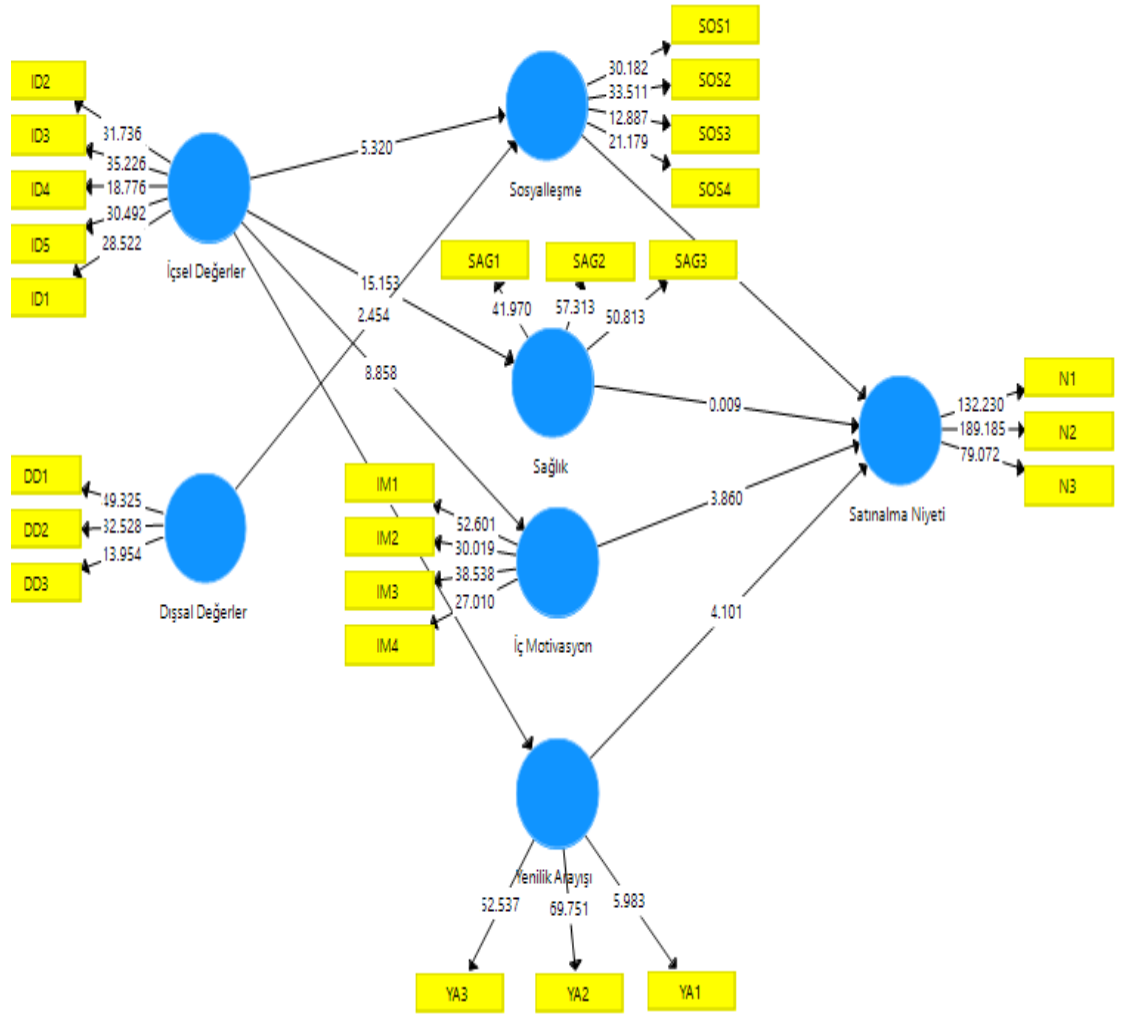 SOS1
30.182
SOS2
33.511
12.887
SOS3
21.179
SOS4
Sosyalleşme
ID2
31.736
ID3
35.226
ID4
18.776
30.492
ID5
28.522
ID1
İçsel Değerler
5.320
15.153
2.454
8.858
SAG1
SAG2
SAG3
41.970
57.313
50.813
Sağlık
0.009
N1
132.230
189.185
N2
79.072
N3
Satınalma Niyeti
DD1
49.325
DD2
32.528
13.954
DD3
Dışsal Değerler
IM1
52.601
IM2
30.019
38.538
IM3
27.010
IM4
İç Motivasyon
3.860
4.101
Yenilik Arayışı
52.537
69.751
5.983
YA3
YA2
YA1